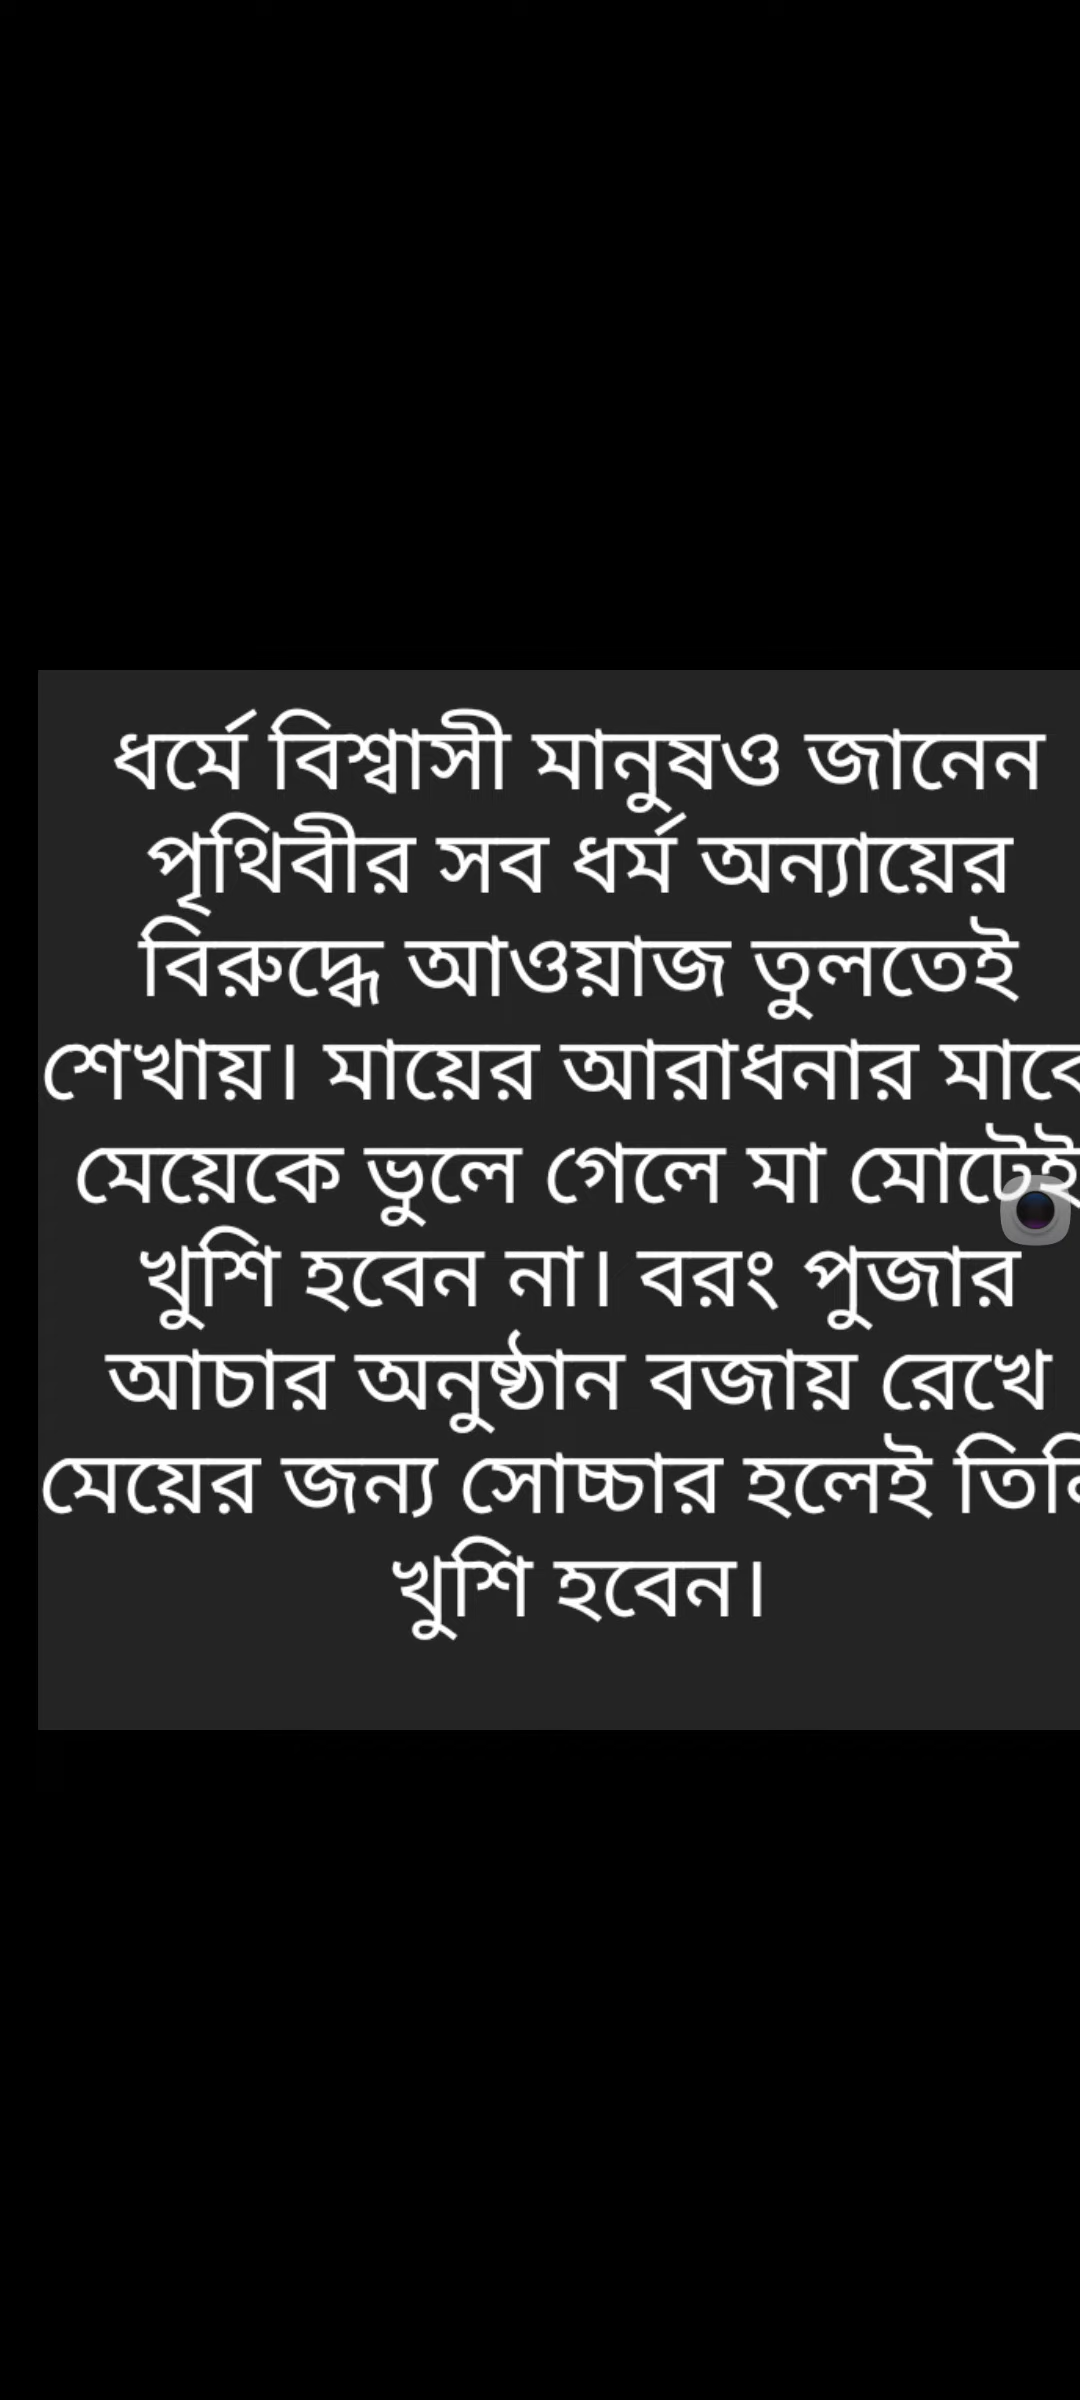 ধর্মে বিশ্বাসী মানুষও জানেন
পৃথিবীর সব ধর্ম অন্যায়ের
বিরুদ্ধে আওয়াজ তুলতেই
শেখায়। মায়ের আরাধনার
মেয়েকে ভুলে গেলে মা মোটেই
খুশি হবেন না। বরং পুজার
আচার অনুষ্ঠান বজায় রেখে
মেয়ের জন্য সোচ্চার হলেই
খুশি হবেন।